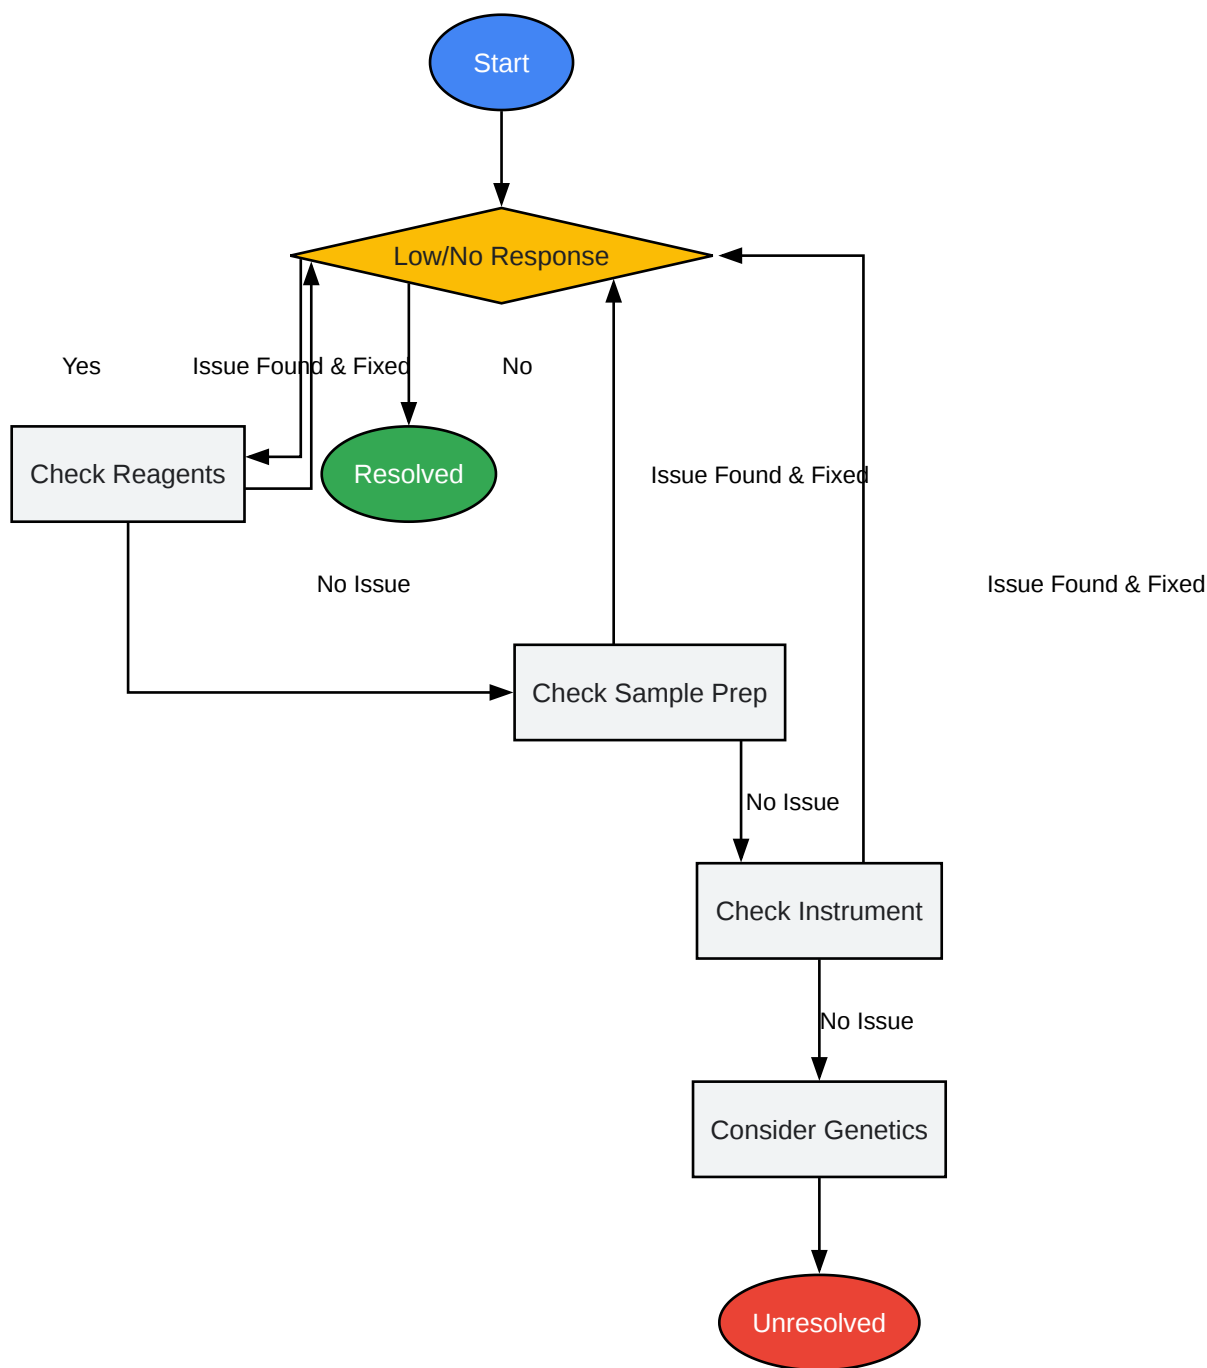 Start
Low/No Response
Yes
Issue Found & Fixed
No
Check Reagents
Resolved
Issue Found & Fixed
No Issue
Issue Found & Fixed
Check Sample Prep
No Issue
Check Instrument
No Issue
Consider Genetics
Unresolved